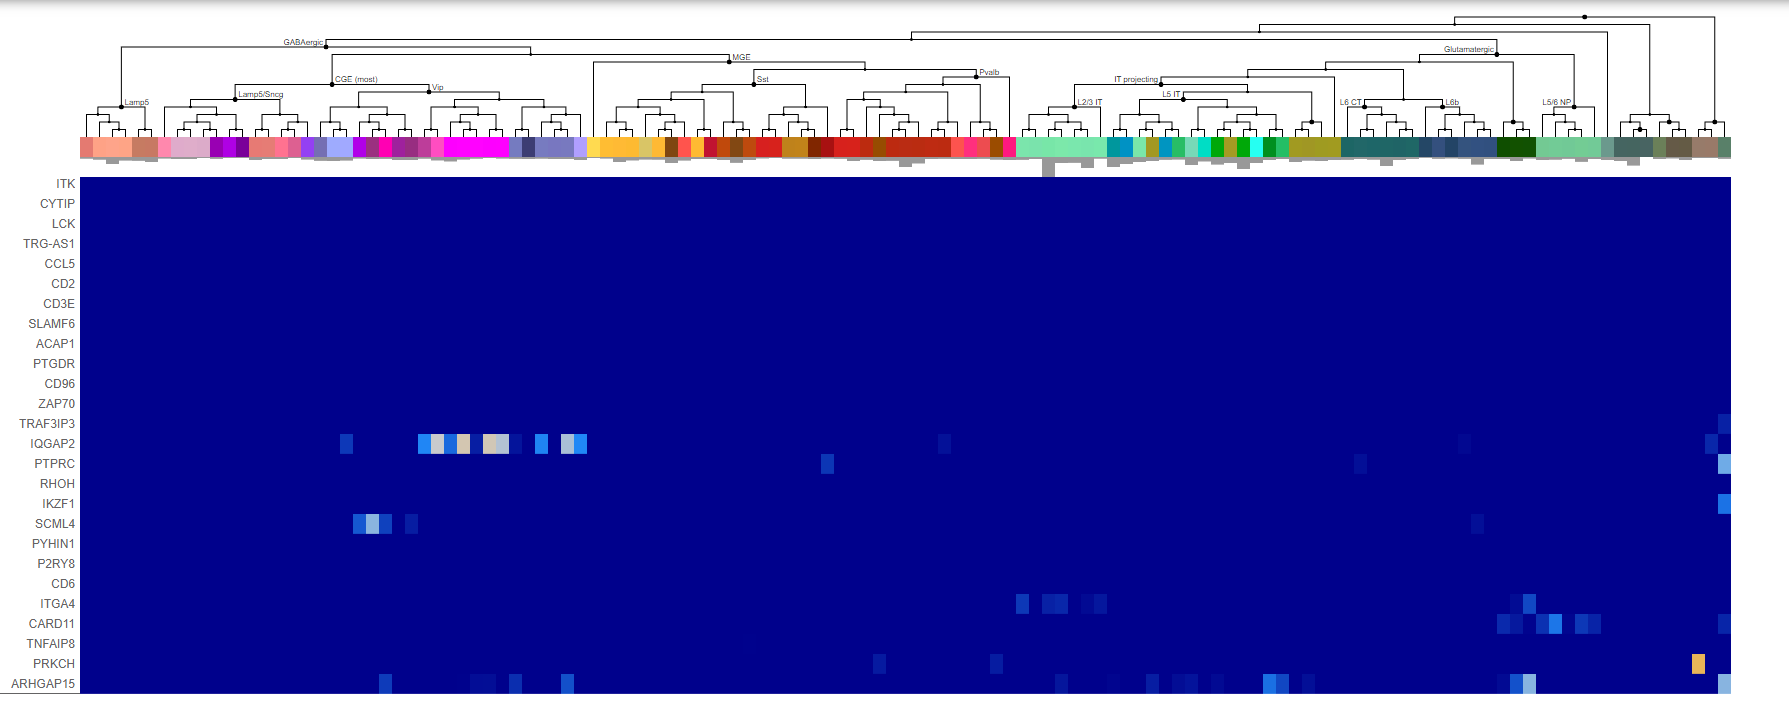 GABAergic
Glutamatergic
MGE
CGE (most)
Sst
Pvalb
IT projecting
Lamp5/Sncg
Vip
L5 IT
Lamp5
L2/3 IT
L6 CT
L6b
L5/6 NP
ITK
CYTIP
LCK
TRG-AS1
CCL5
CD2
CD3E
SLAMF6
ACAP1
PTGDR
CD96
ZAP70
TRAF3IP3
IQGAP2
PTPRC
RHOH
IKZF1
SCML4
PYHIN1
P2RY8
CD6
ITGA4
CARD11
TNFAIP8
PRKCH
ARHGAP15